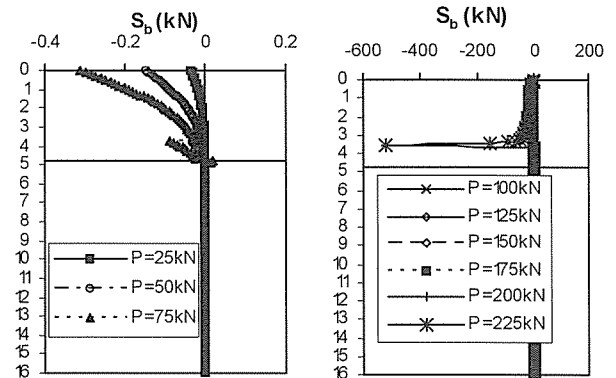 S_b (kN)
-0.4 -0.2 0 0.2
0
1
2
3
4
5
6
7
8
9
10
11
12
13
14
15
16
P=25kN
P=50kN
P=75kN
S_b (kN)
-600 -400 -200 0 200
0
1
2
3
4
5
6
7
8
9
10
11
12
13
14
15
16
P=100kN
P=125kN
P=150kN
P=175kN
P=200kN
P=225kN